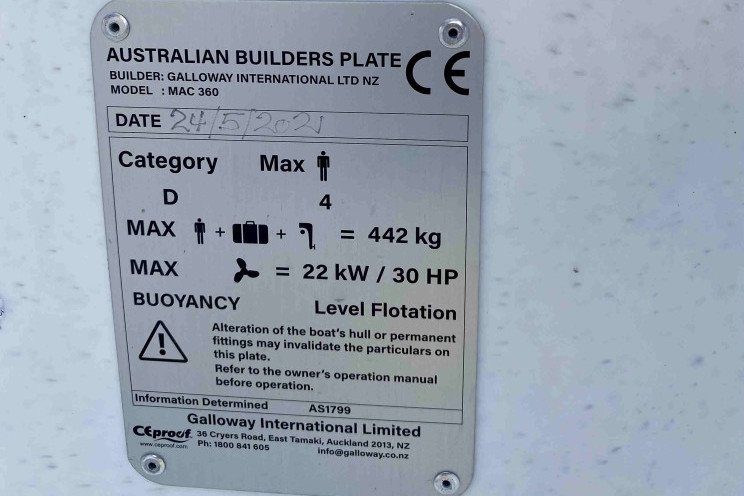 AUSTRALIAN BUILDERS PLATE CE
BUILDER: GALLOWAY INTERNATIONAL LTD NZ
MODEL : MAC 360
DATE 24/5/2021
Category Max
D 4
MAX + + = 442 kg
MAX = 22 kW / 30 HP
BUOYANCY Level Flotation
Alteration of the boat's hull or permanent
fittings may invalidate the particulars on
this plate.
Refer to the owner's operation manual
before operation.
Information Determined AS1799
Galloway International Limited
CEproof 36 Cryers Road, East Tamaki, Auckland 2013, NZ
www.ceproof.com Ph: 1800 841 605 info@galloway.co.nz